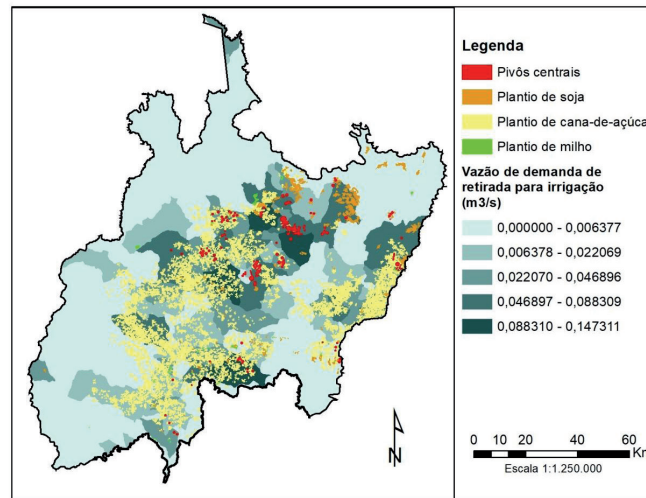 Legenda
Pivôs centrais
Plantio de soja
Plantio de cana-de-açúca
Plantio de milho
Vazão de demanda de
retirada para irrigação
(m3/s)
0,000000 - 0,006377
0,006378 - 0,022069
0,022070 - 0,046896
0,046897 - 0,088309
0,088310 - 0,147311
N
0 10 20 40 60 Km
Escala 1:1.250.000